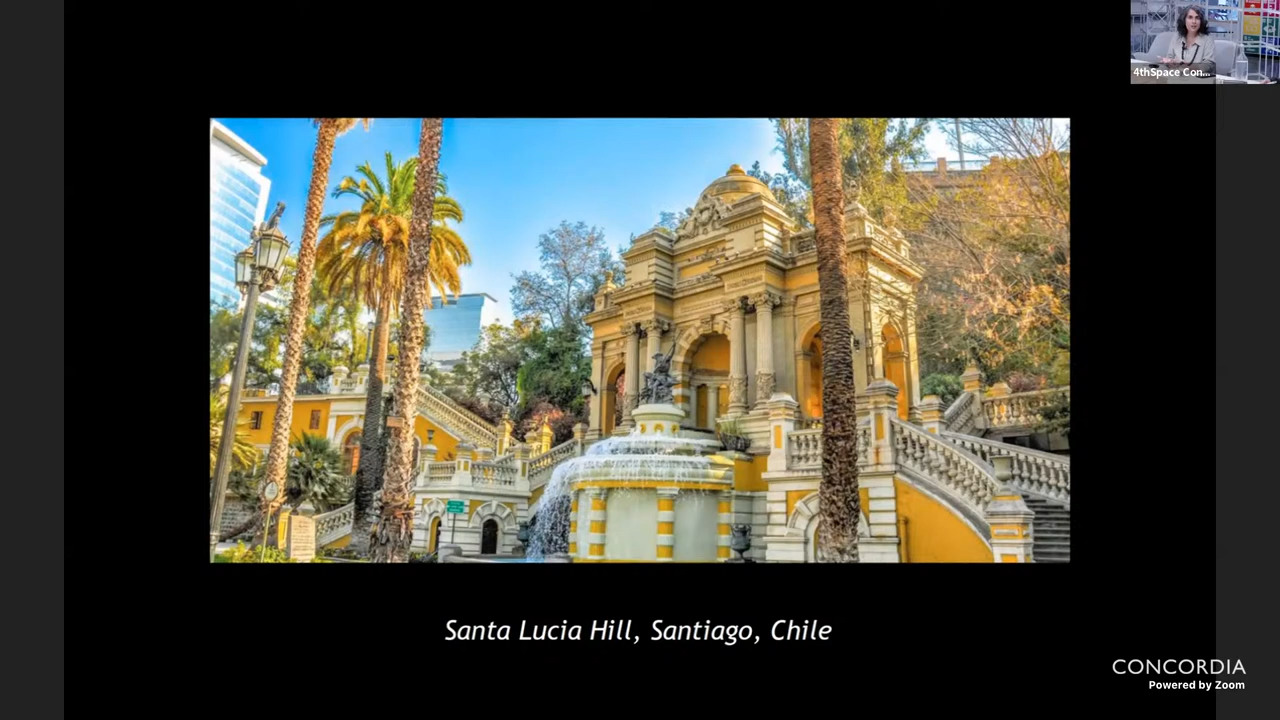 4thSpace Con...
Santa Lucia Hill, Santiago, Chile
CONCORDIA
Powered by Zoom